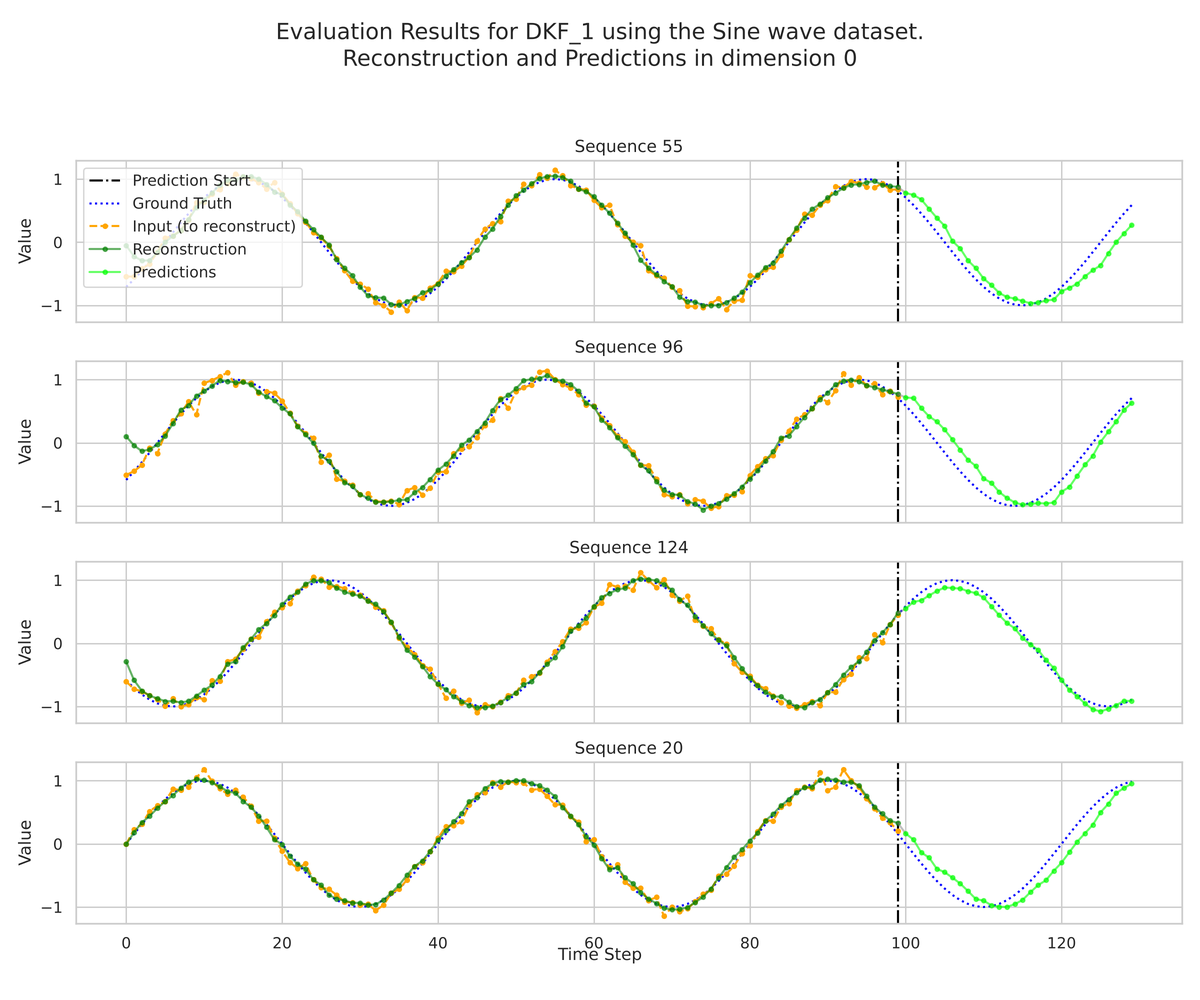 Evaluation Results for DKF_1 using the Sine wave dataset.
Reconstruction and Predictions in dimension 0
Sequence 55
Prediction Start
Ground Truth
Input (to reconstruct)
Reconstruction
Predictions
1
0
−1
Value
Sequence 96
1
0
−1
Value
Sequence 124
1
0
−1
Value
Sequence 20
1
0
−1
Value
0 20 40 60 80 100 120
Time Step